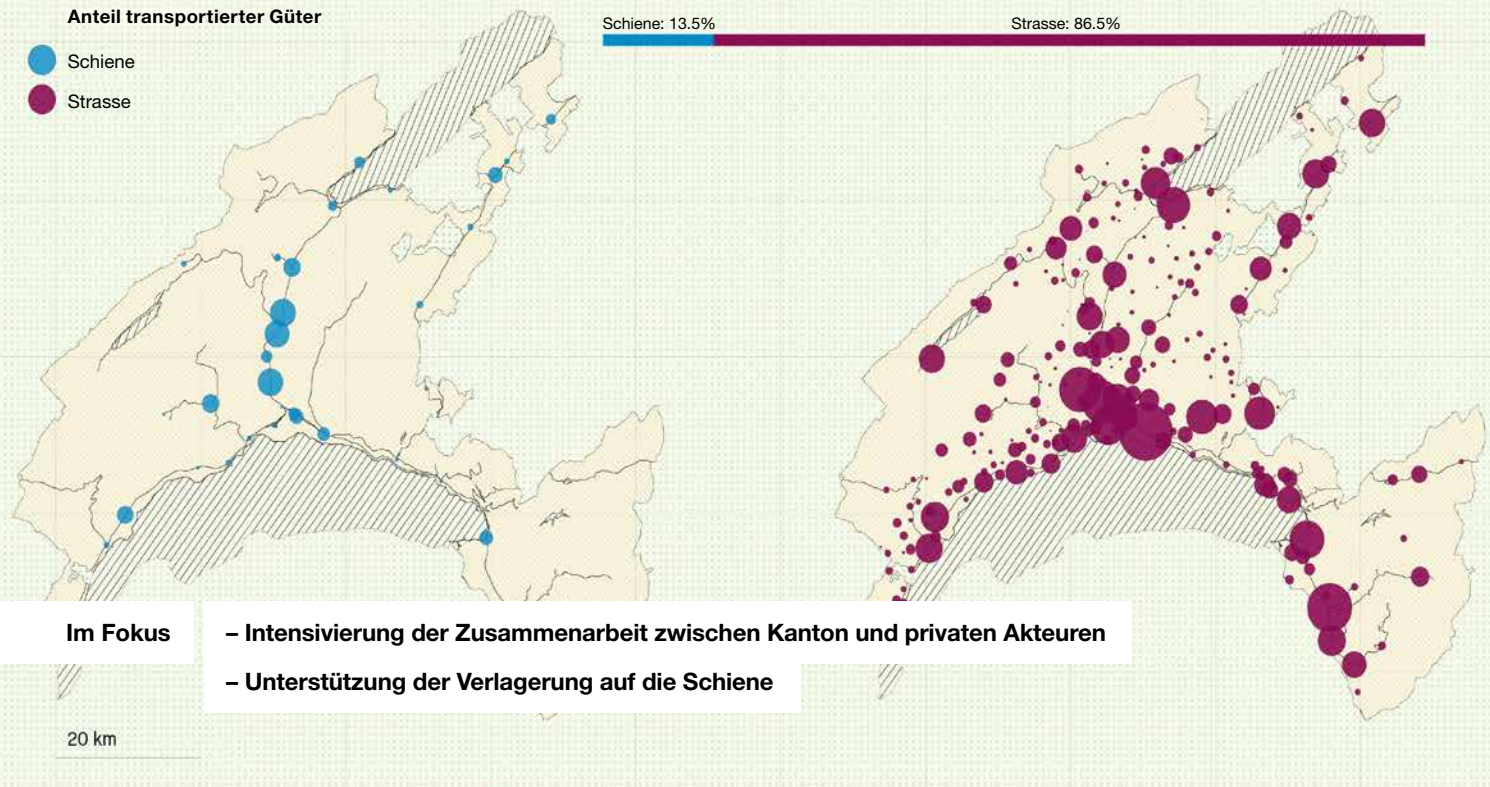 Anteil transportierter Güter
Schiene
Strasse
Schiene: 13.5%
Strasse: 86.5%
Im Fokus
– Intensivierung der Zusammenarbeit zwischen Kanton und privaten Akteuren
– Unterstützung der Verlagerung auf die Schiene
20 km